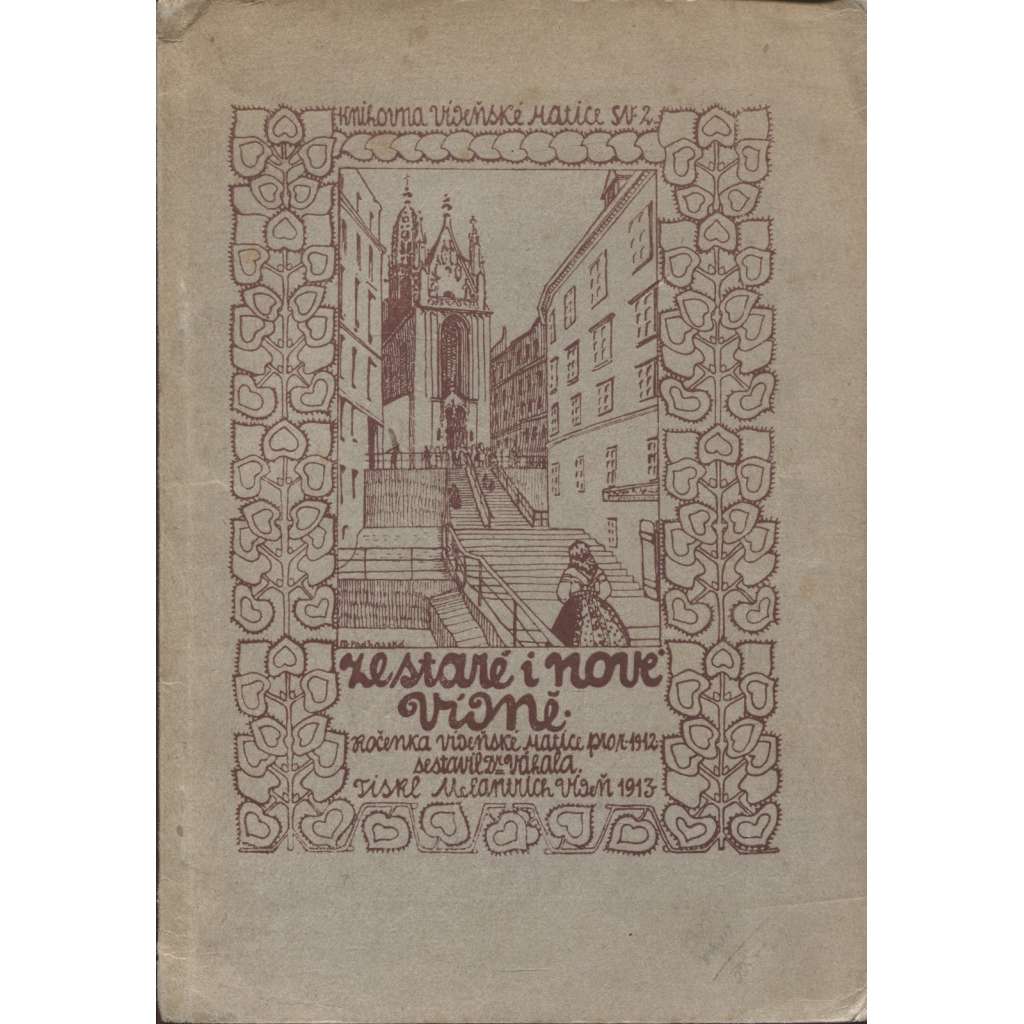 Knihovna Vídeňské Matice SV. 2.
Ze staré i nové
Vídně.
Ročenka Vídeňské Matice pro r. 1912
sestavil Dr. Váhala.
Tiskl Melantrich Vídeň 1913.